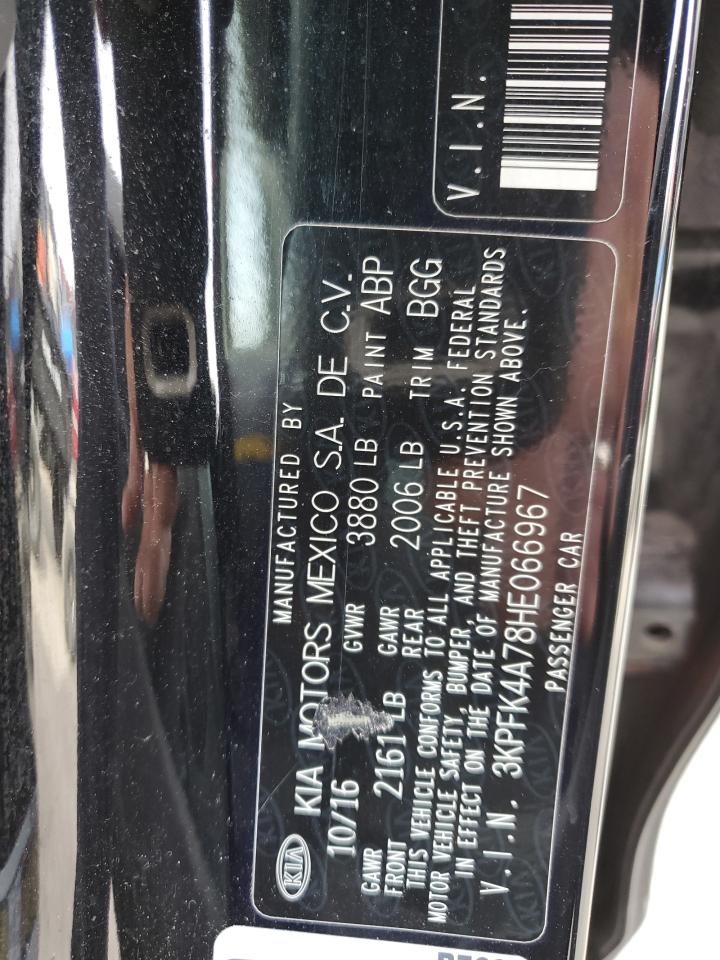 V.I.N.
MANUFACTURED BY
KIA KIA MOTORS MEXICO S.A. DE C.V.
10/16 GVWR 3880 LB PAINT ABP
GAWR FRONT 2161 LB GAWR REAR 2006 LB TRIM BGG
THIS VEHICLE CONFORMS TO ALL APPLICABLE U.S.A. FEDERAL
MOTOR VEHICLE SAFETY, BUMPER, AND THEFT PREVENTION STANDARDS
IN EFFECT ON THE DATE OF MANUFACTURE SHOWN ABOVE.
V.I.N. 3KPFK4A78HE066967
PASSENGER CAR